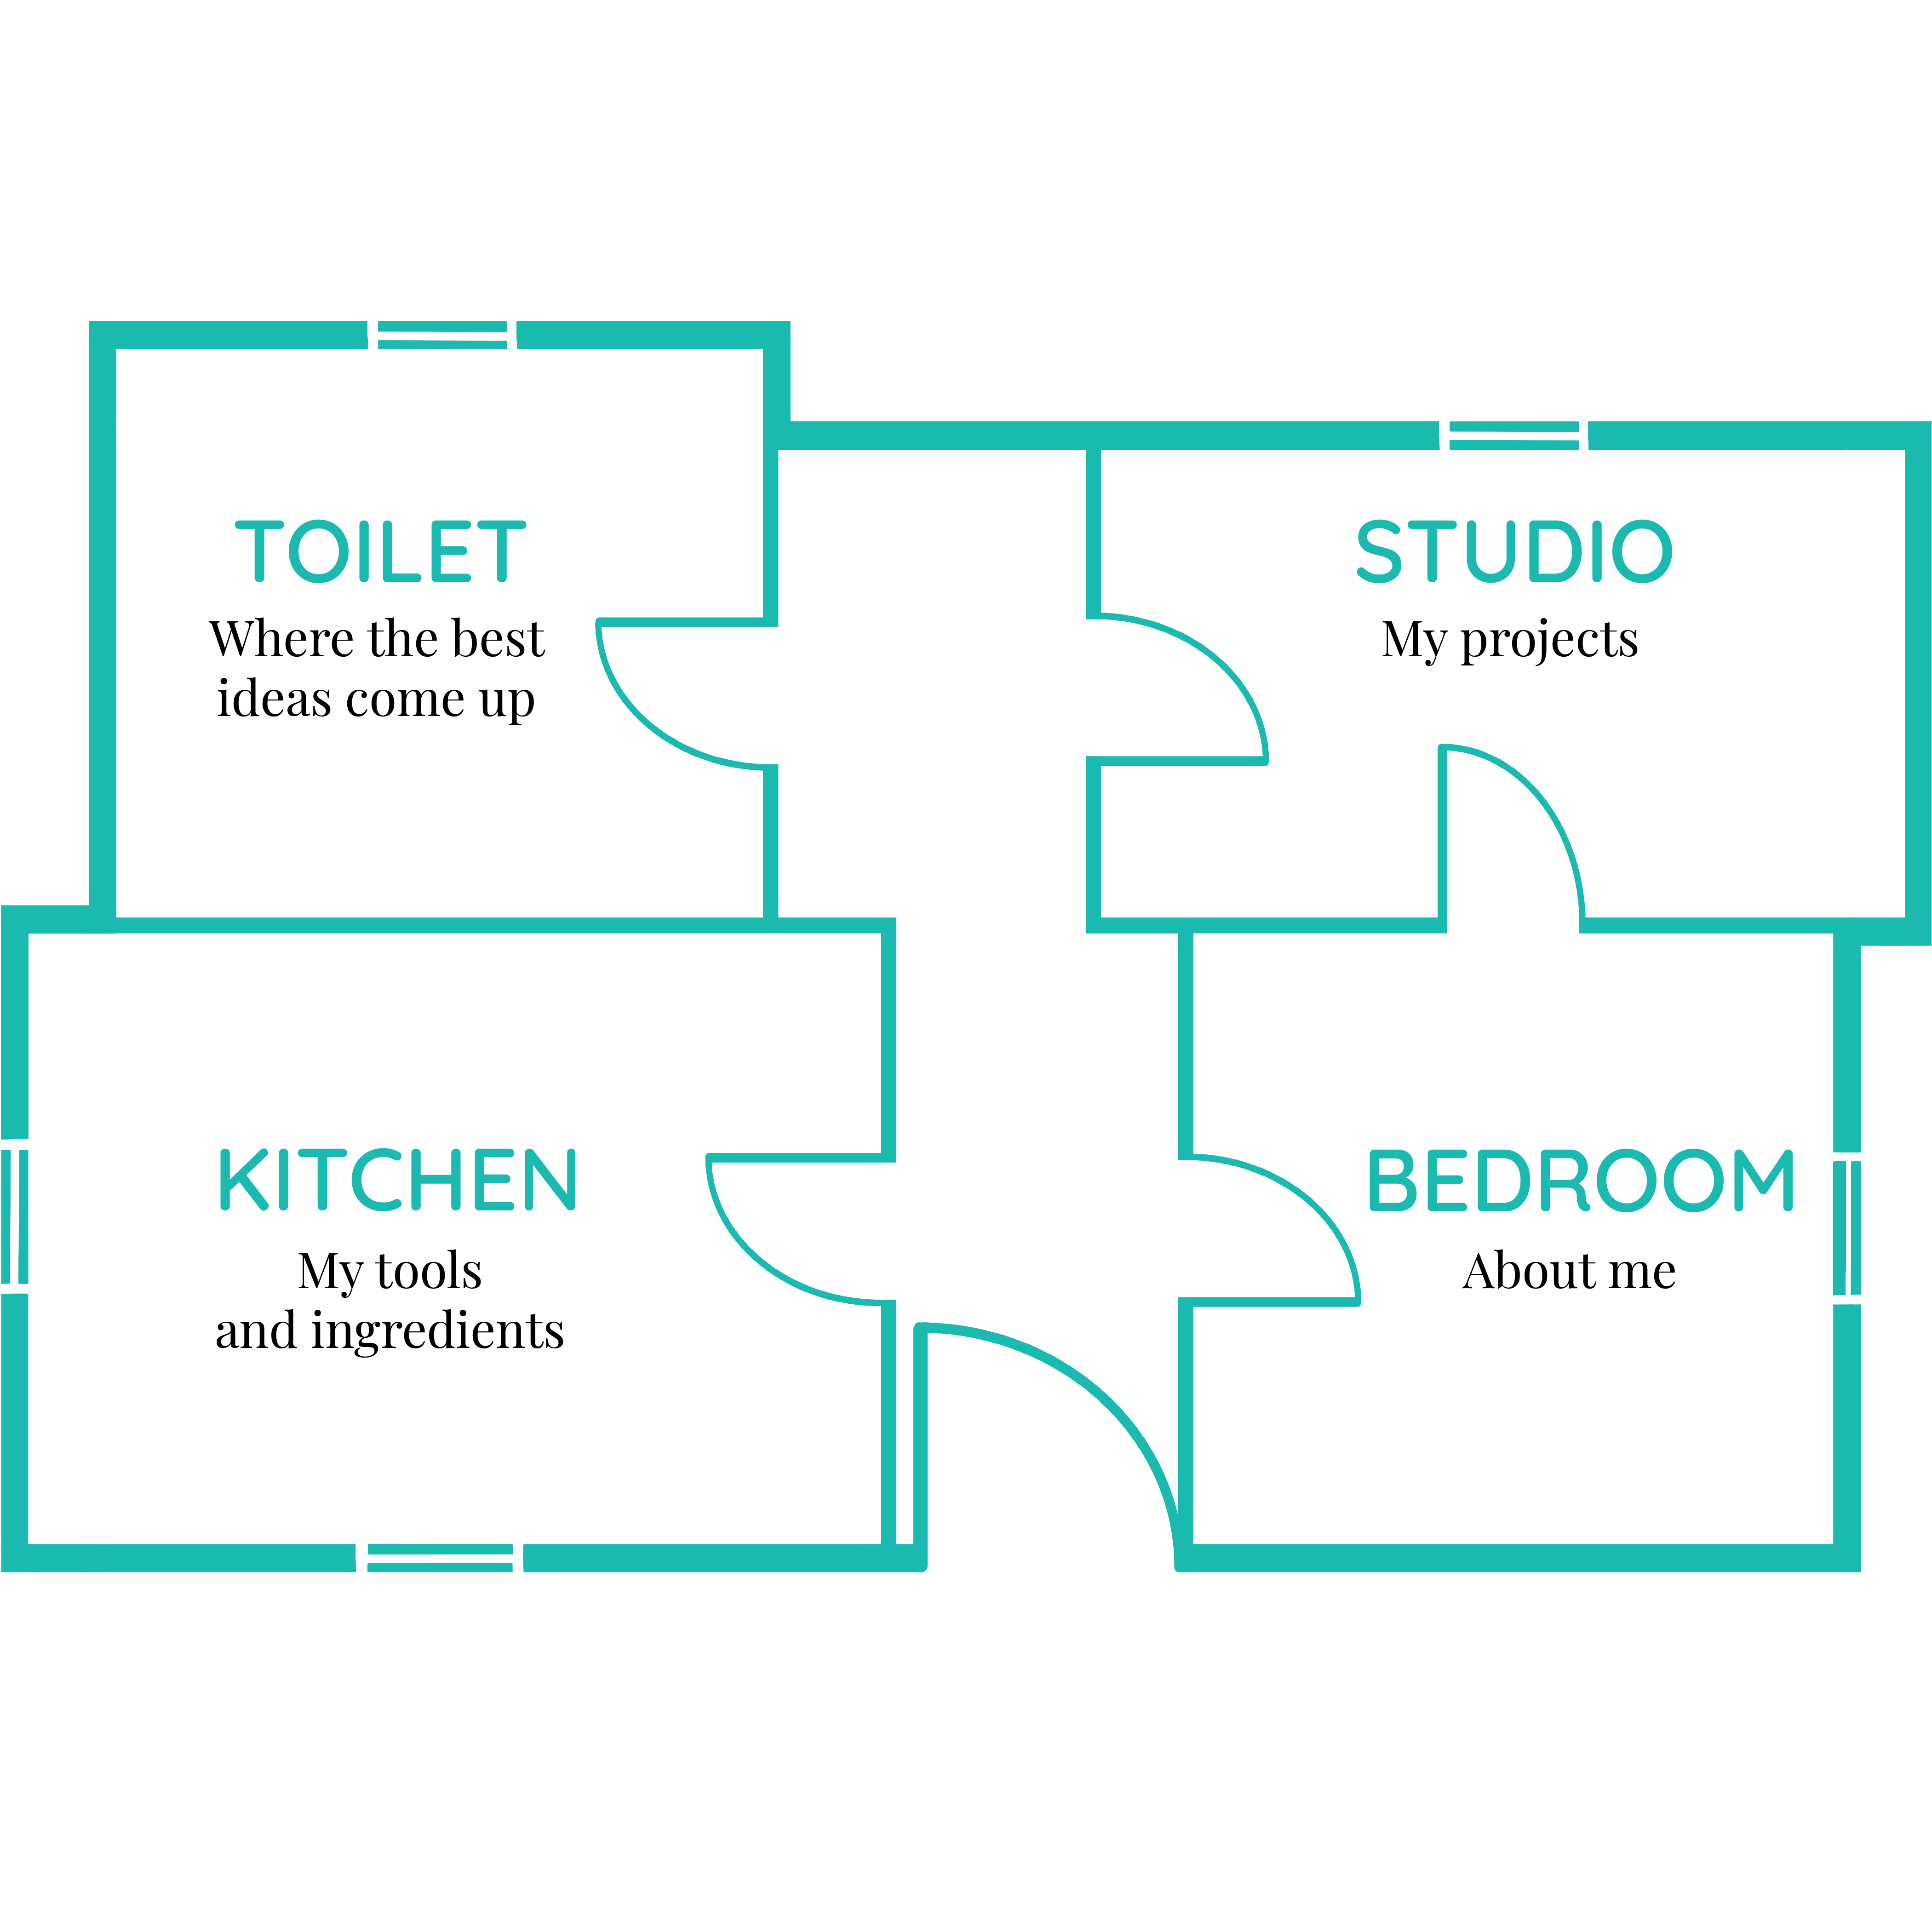 TOILET
Where the best
ideas come up
STUDIO
My projects
KITCHEN
My tools
and ingredients
BEDROOM
About me